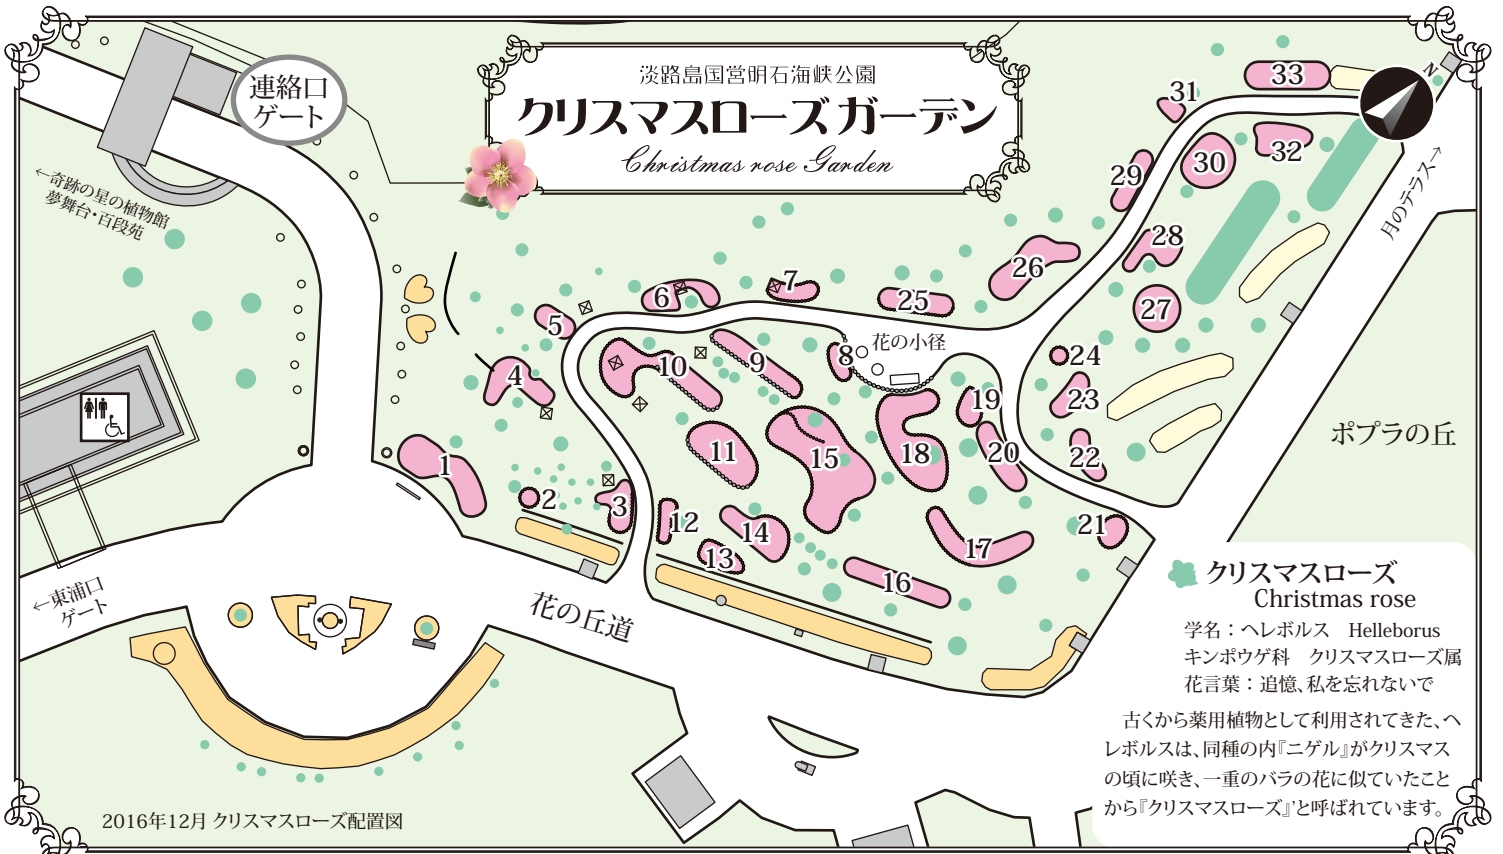 淡路島国営明石海峡公園
クリスマスローズガーデン
Christmas rose Garden
連絡口
ゲート
←奇跡の星の植物館
夢舞台・百段苑
N
月のテラス→
33
31
32
30
29
28
27
26
25
7
6
5
4
花の小径
8
9
10
24
23
22
19
20
18
15
11
1
2
3
12
14
13
16
17
21
ポプラの丘
←東浦口
ゲート
花の丘道
クリスマスローズ
Christmas rose
学名：ヘレボルス　Helleborus
キンポウゲ科　クリスマスローズ属
花言葉：追憶、私を忘れないで
古くから薬用植物として利用されてきた、ヘ
レボルスは、同種の内『ニゲル』がクリスマス
の頃に咲き、一重のバラの花に似ていたこと
から『クリスマスローズ』と呼ばれています。
2016年12月 クリスマスローズ配置図